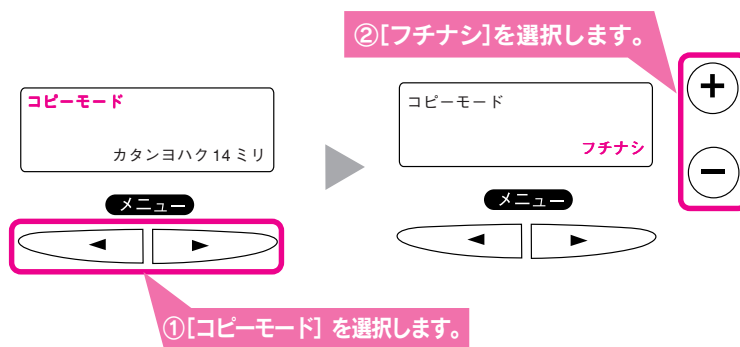 ②[フチナシ]を選択します。
コピーモード
カタンヨハク14ミリ
メニュー
コピーモード
フチナシ
メニュー
①[コピーモード] を選択します。